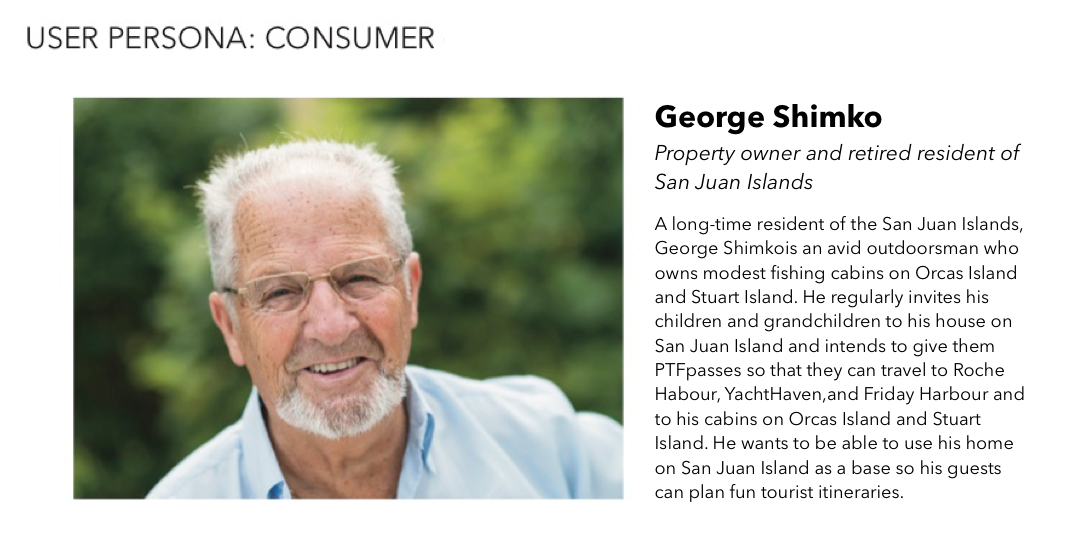 USER PERSONA: CONSUMER
George Shimko
Property owner and retired resident of
San Juan Islands
A long-time resident of the San Juan Islands,
George Shimkois an avid outdoorsman who
owns modest fishing cabins on Orcas Island
and Stuart Island. He regularly invites his
children and grandchildren to his house on
San Juan Island and intends to give them
PTFpasses so that they can travel to Roche
Habour, YachtHaven,and Friday Harbour and
to his cabins on Orcas Island and Stuart
Island. He wants to be able to use his home
on San Juan Island as a base so his guests
can plan fun tourist itineraries.